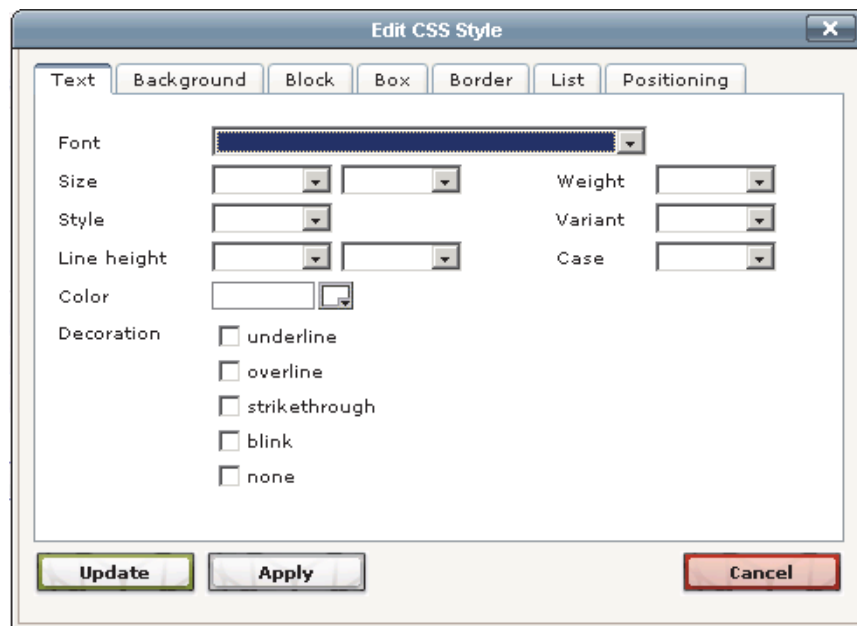 Edit CSS Style
Text Background Block Box Border List Positioning
Font
Size Weight
Style Variant
Line height Case
Color
Decoration underline
overline
strikethrough
blink
none
Update Apply Cancel